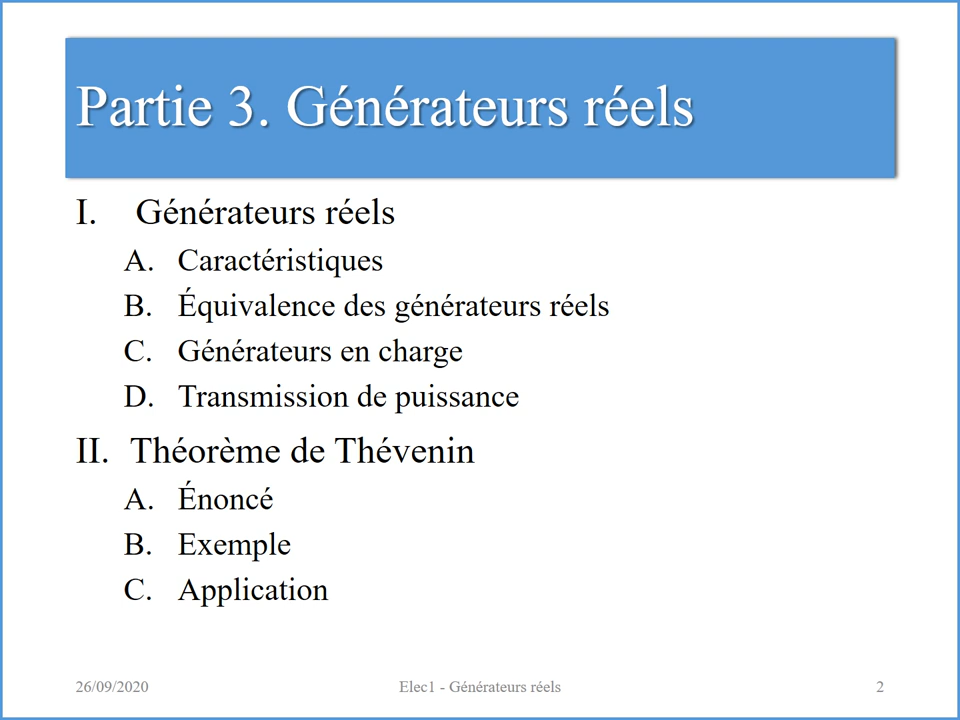 Partie 3. Générateurs réels
I. Générateurs réels
A. Caractéristiques
B. Équivalence des générateurs réels
C. Générateurs en charge
D. Transmission de puissance
II. Théorème de Thévenin
A. Énoncé
B. Exemple
C. Application
26/09/2020 Elec1 - Générateurs réels 2